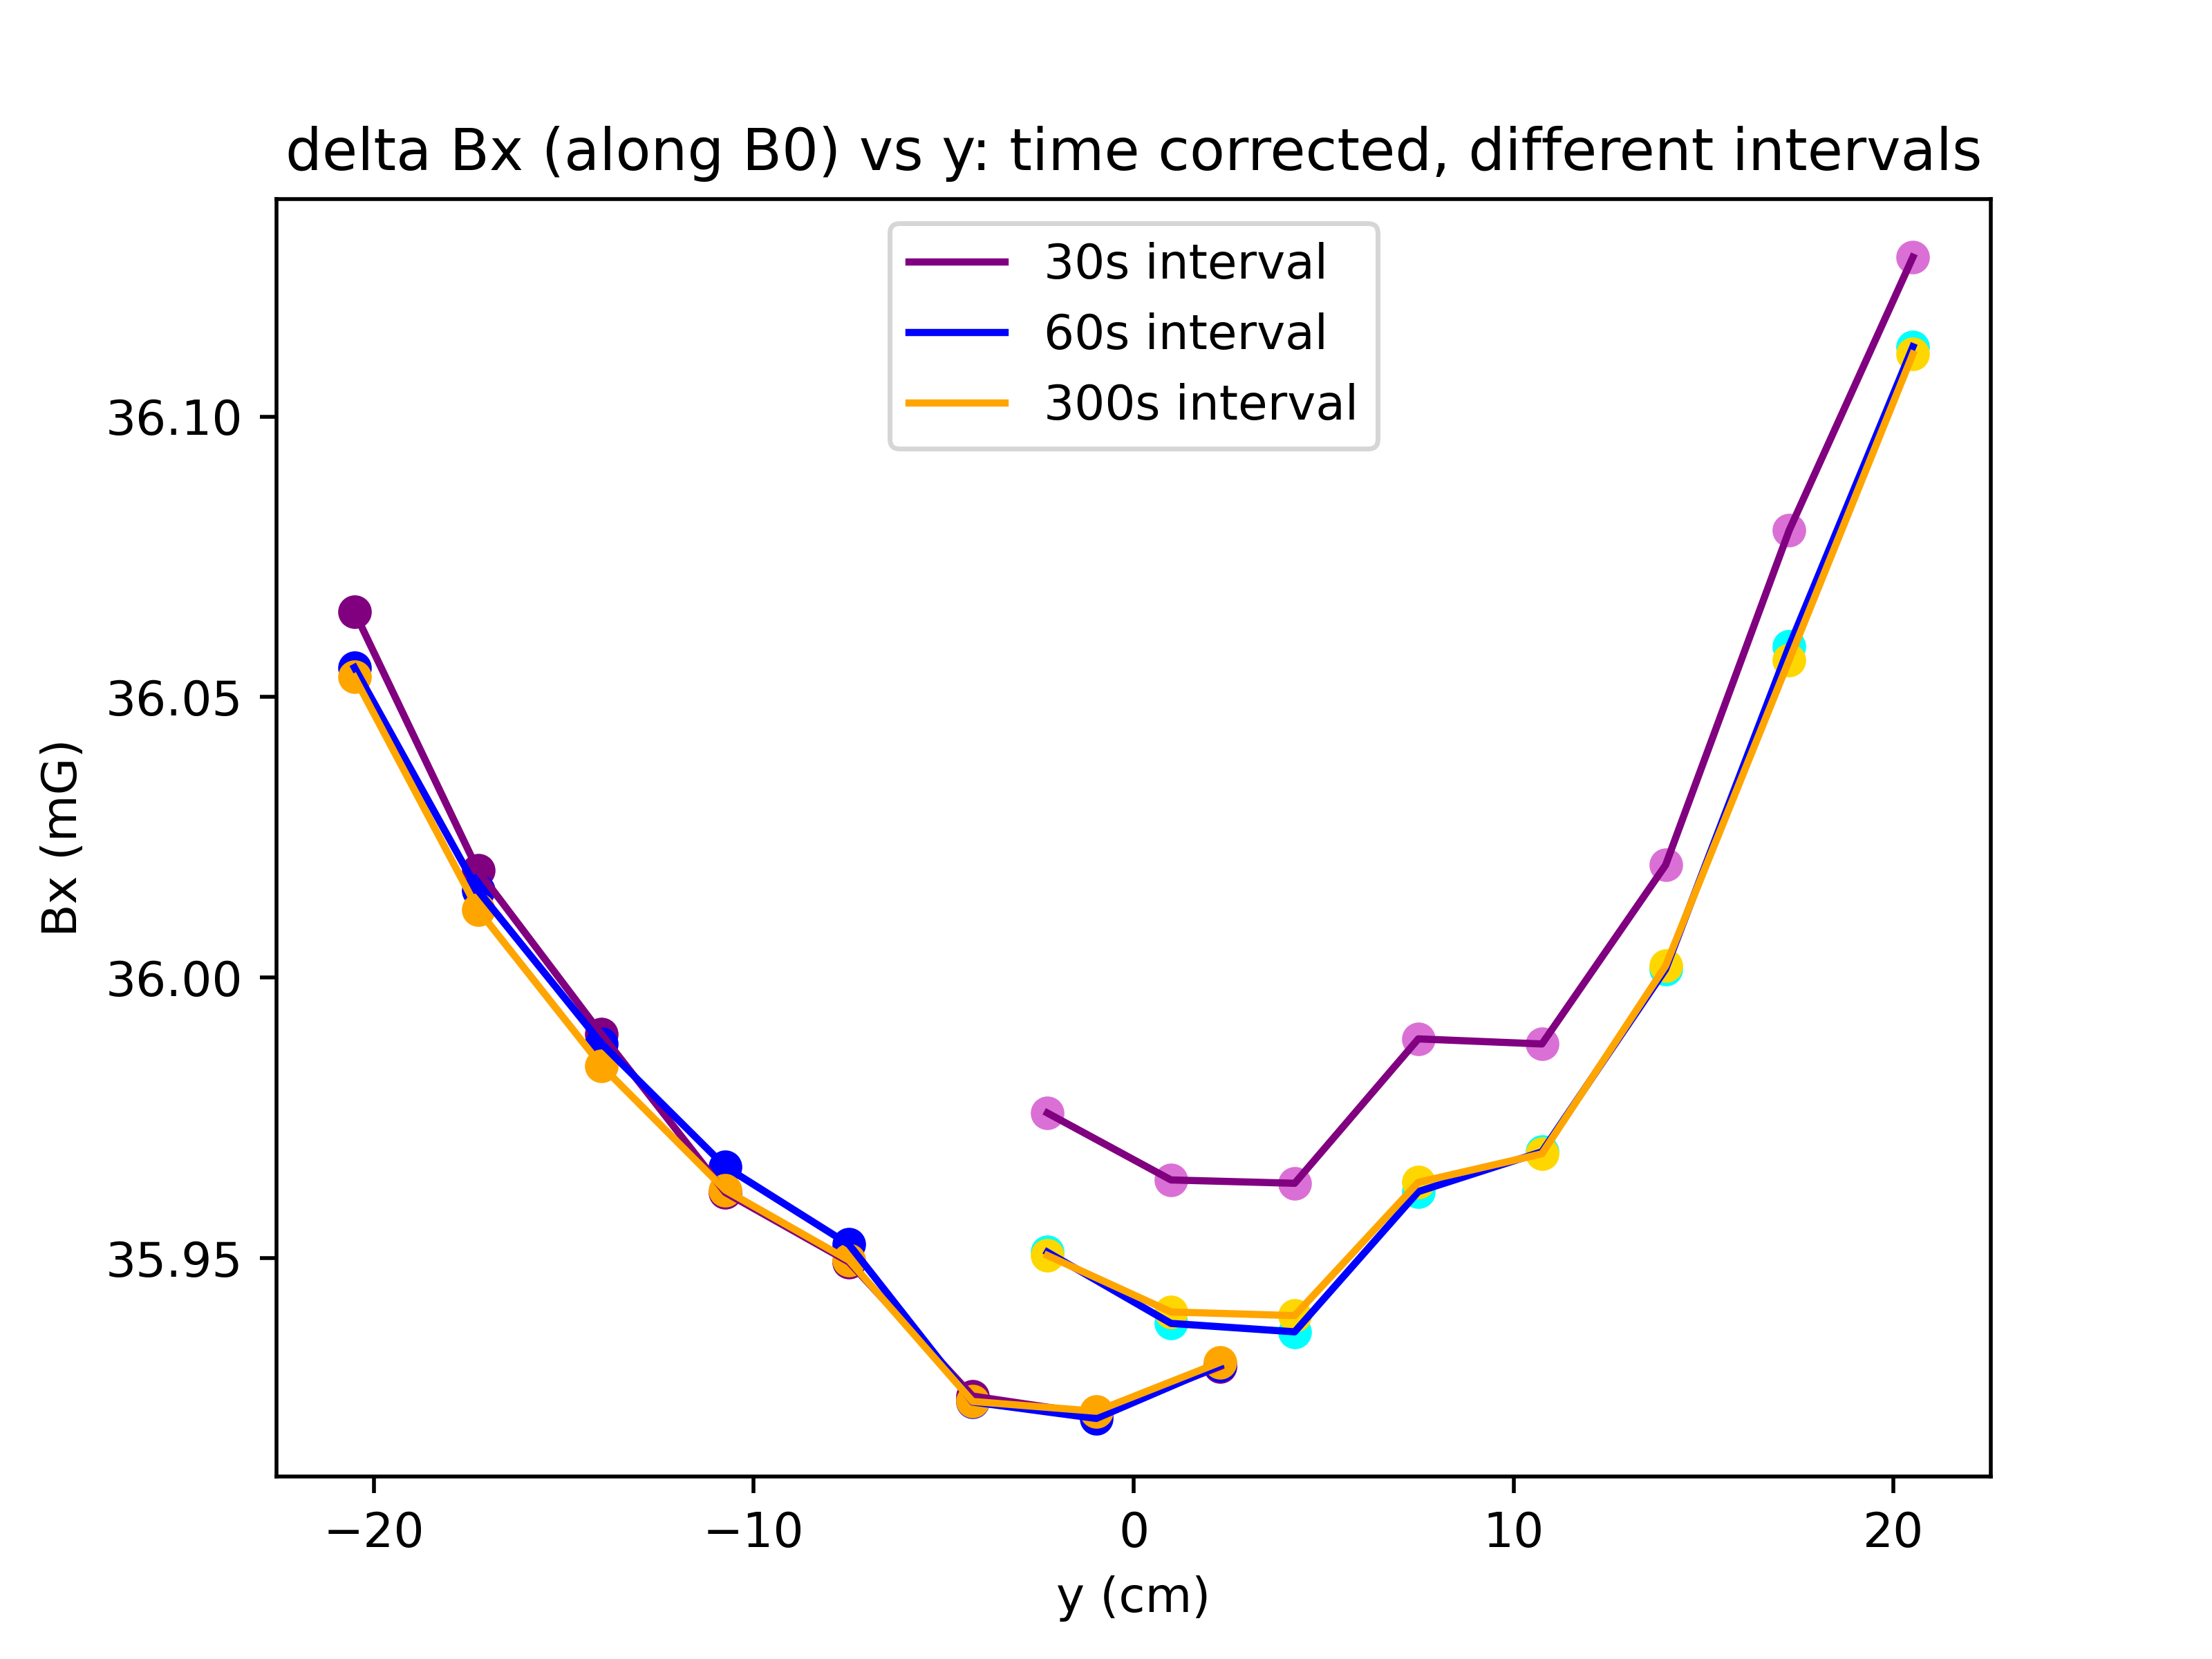 delta Bx (along B0) vs y: time corrected, different intervals
30s interval
60s interval
300s interval
36.10
36.05
36.00
35.95
Bx (mG)
−20
−10
0
10
20
y (cm)